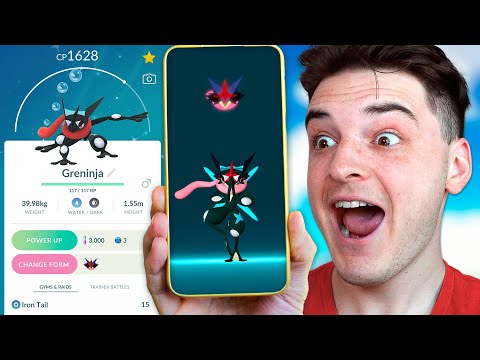 CP1628
Greninja
117 / 117 HP
39.98kg
WEIGHT
WATER / DARK
1.55m
HEIGHT
POWER UP
3,000
3
CHANGE FORM
GYMS & RAIDS
TRAINER BATTLES
Iron Tail
15